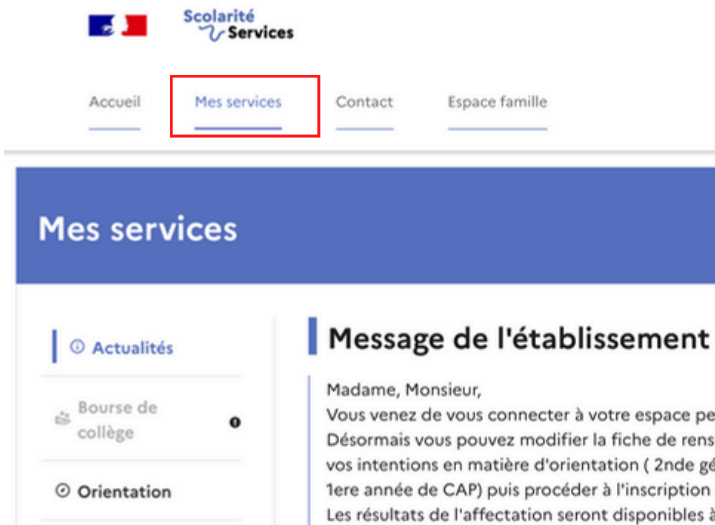 Scolarité
Services
Accueil Mes services Contact Espace famille
Mes services
Actualités
Bourse de
collège
Orientation
Message de l'établissement
Madame, Monsieur,
Vous venez de vous connecter à votre espace pe
Désormais vous pouvez modifier la fiche de rens
vos intentions en matière d'orientation ( 2nde gé
1ere année de CAP) puis procéder à l'inscription
Les résultats de l'affectation seront disponibles à